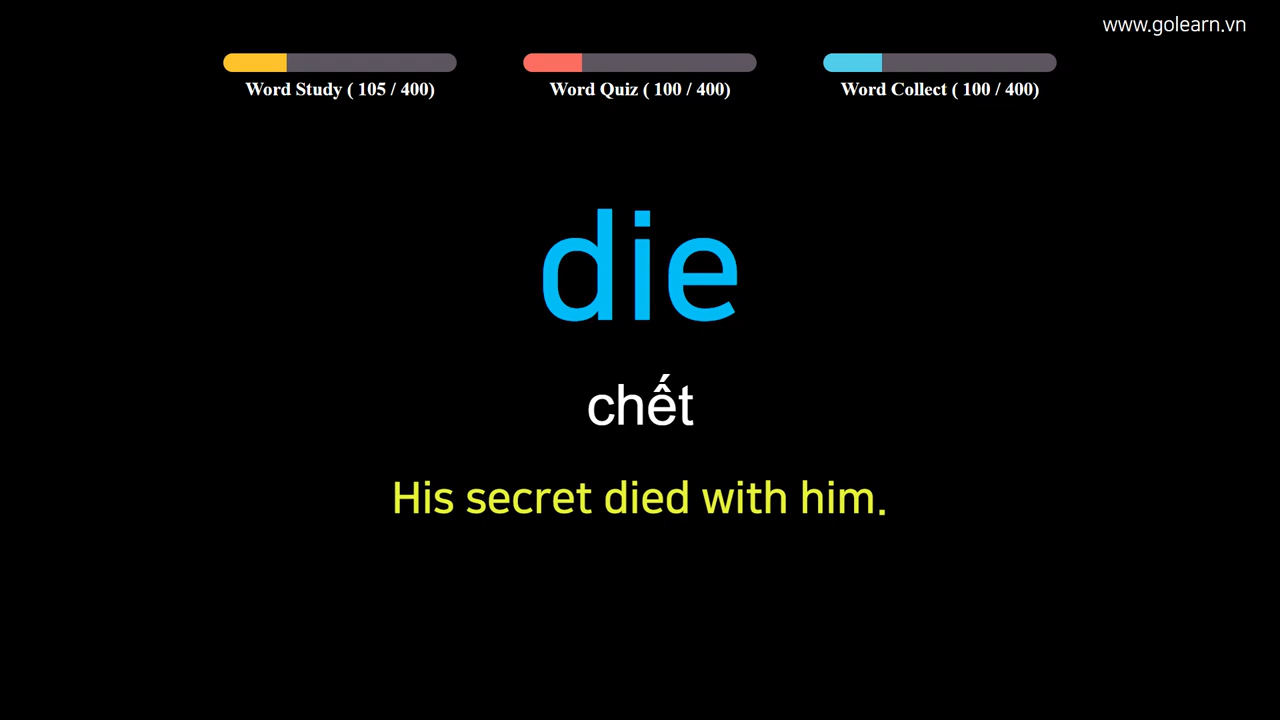 www.golearn.vn
Word Study ( 105 / 400)
Word Quiz ( 100 / 400)
Word Collect ( 100 / 400)
die
chết
His secret died with him.